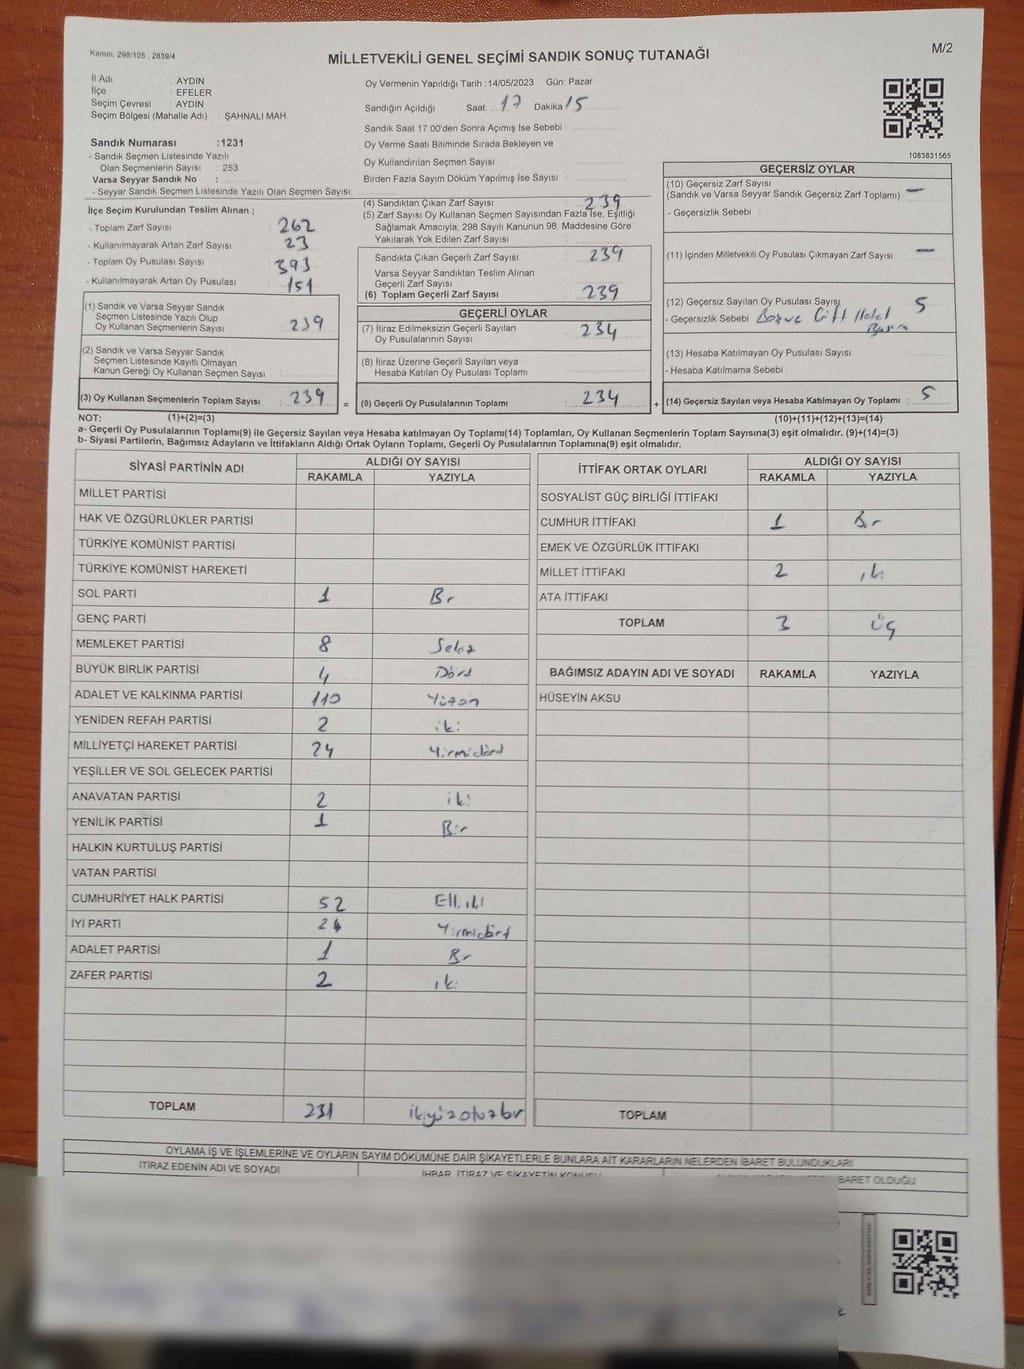 Kanun. 298/105 . 2839/4
MİLLETVEKİLİ GENEL SEÇİMİ SANDIK SONUÇ TUTANAĞI
M/2
İl Adı : AYDIN
İlçe : EFELER
Seçim Çevresi : AYDIN
Seçim Bölgesi (Mahalle Adı) : ŞAHNALI MAH.
Sandık Numarası :1231
- Sandık Seçmen Listesinde Yazılı
Olan Seçmenlerin Sayısı : 253
Varsa Seyyar Sandık No :
- Seyyar Sandık Seçmen Listesinde Yazılı Olan Seçmen Sayısı:
Oy Vermenin Yapıldığı Tarih :14/05/2023 Gün: Pazar
Sandığın Açıldığı Saat 17 Dakika 15
Sandık Saat 17.00'den Sonra Açımış İse Sebebi :
Oy Verme Saati Bitiminde Sırada Bekleyen ve
Oy Kullandırılan Seçmen Sayısı :
Birden Fazla Sayım Döküm Yapılmış İse Sayısı :
1083831565
İlçe Seçim Kurulundan Teslim Alınan ;
- Toplam Zarf Sayısı : 262
- Kullanılmayarak Artan Zarf Sayısı : 23
- Toplam Oy Pusulası Sayısı : 393
- Kullanılmayarak Artan Oy Pusulası : 151
(1) Sandık ve Varsa Seyyar Sandık
Seçmen Listesinde Yazılı Olup
Oy Kullanan Seçmenlerin Sayısı : 239
(2) Sandık ve Varsa Seyyar Sandık
Seçmen Listesinde Kayıtlı Olmayan
Kanun Gereği Oy Kullanan Seçmen Sayısı :
(3) Oy Kullanan Seçmenlerin Toplam Sayısı : 239 =
(4) Sandıktan Çıkan Zarf Sayısı : 239
(5) Zarf Sayısı Oy Kullanan Seçmen Sayısından Fazla İse, Eşitliği
Sağlamak Amacıyla; 298 Sayılı Kanunun 98. Maddesine Göre
Yakılarak Yok Edilen Zarf Sayısı :
Sandıkta Çıkan Geçerli Zarf Sayısı : 239
Varsa Seyyar Sandıktan Teslim Alınan
Geçerli Zarf Sayısı :
(6) Toplam Geçerli Zarf Sayısı : 239
GEÇERLİ OYLAR
(7) İtiraz Edilmeksizin Geçerli Sayılan
Oy Pusulalarının Sayısı : 234
(8) İtiraz Üzerine Geçerli Sayılan veya
Hesaba Katılan Oy Pusulası Toplamı :
(9) Geçerli Oy Pusulalarının Toplamı : 234 +
GEÇERSİZ OYLAR
(10) Geçersiz Zarf Sayısı
(Sandık ve Varsa Seyyar Sandık Geçersiz Zarf Toplamı) : —
- Geçersizlik Sebebi :
(11) İçinden Milletvekili Oy Pusulası Çıkmayan Zarf Sayısı : —
(12) Geçersiz Sayılan Oy Pusulası Sayısı : 5
- Geçersizlik Sebebi :
(13) Hesaba Katılmayan Oy Pusulası Sayısı :
- Hesaba Katılmama Sebebi :
(14) Geçersiz Sayılan veya Hesaba Katılmayan Oy Toplamı : 5
NOT: (1)+(2)=(3) (10)+(11)+(12)+(13)=(14)
a- Geçerli Oy Pusulalarının Toplamı(9) ile Geçersiz Sayılan veya Hesaba katılmayan Oy Toplamı(14) Toplamları, Oy Kullanan Seçmenlerin Toplam Sayısına(3) eşit olmalıdır. (9)+(14)=(3)
b- Siyasi Partilerin, Bağımsız Adayların ve İttifakların Aldığı Ortak Oyların Toplamı, Geçerli Oy Pusulalarının Toplamına(9) eşit olmalıdır.
SİYASİ PARTİNİN ADI ALDIĞI OY SAYISI
RAKAMLA YAZIYLA
MİLLET PARTİSİ
HAK VE ÖZGÜRLÜKLER PARTİSİ
TÜRKİYE KOMÜNİST PARTİSİ
TÜRKİYE KOMÜNİST HAREKETİ
SOL PARTİ 1 Bir
GENÇ PARTİ
MEMLEKET PARTİSİ 8 Sekiz
BÜYÜK BİRLİK PARTİSİ 4 Dört
ADALET VE KALKINMA PARTİSİ 110 Yüzon
YENİDEN REFAH PARTİSİ 2 iki
MİLLİYETÇİ HAREKET PARTİSİ 24 Yirmidört
YEŞİLLER VE SOL GELECEK PARTİSİ
ANAVATAN PARTİSİ 2 iki
YENİLİK PARTİSİ 1 Bir
HALKIN KURTULUŞ PARTİSİ
VATAN PARTİSİ
CUMHURİYET HALK PARTİSİ 52 Elliiki
İYİ PARTİ 24 Yirmidört
ADALET PARTİSİ 1 Bir
ZAFER PARTİSİ 2 iki
TOPLAM 231 ikiyüzotuzbir
İTTİFAK ORTAK OYLARI ALDIĞI OY SAYISI
RAKAMLA YAZIYLA
SOSYALİST GÜÇ BİRLİĞİ İTTİFAKI
CUMHUR İTTİFAKI 1 Bir
EMEK VE ÖZGÜRLÜK İTTİFAKI
MİLLET İTTİFAKI 2 iki
ATA İTTİFAKI
TOPLAM 3 üç
BAĞIMSIZ ADAYIN ADI VE SOYADI RAKAMLA YAZIYLA
HÜSEYİN AKSU
TOPLAM
OYLAMA İŞ VE İŞLEMLERİNE VE OYLARIN SAYIM DÖKÜMÜNE DAİR ŞİKAYETLERLE BUNLARA AİT KARARLARIN NELERDEN İBARET BULUNDUKLARI
İTİRAZ EDENİN ADI VE SOYADI
İHBAR, İTİRAZ VE ŞİKAYETİN KONUSU
İBARET OLDUĞU